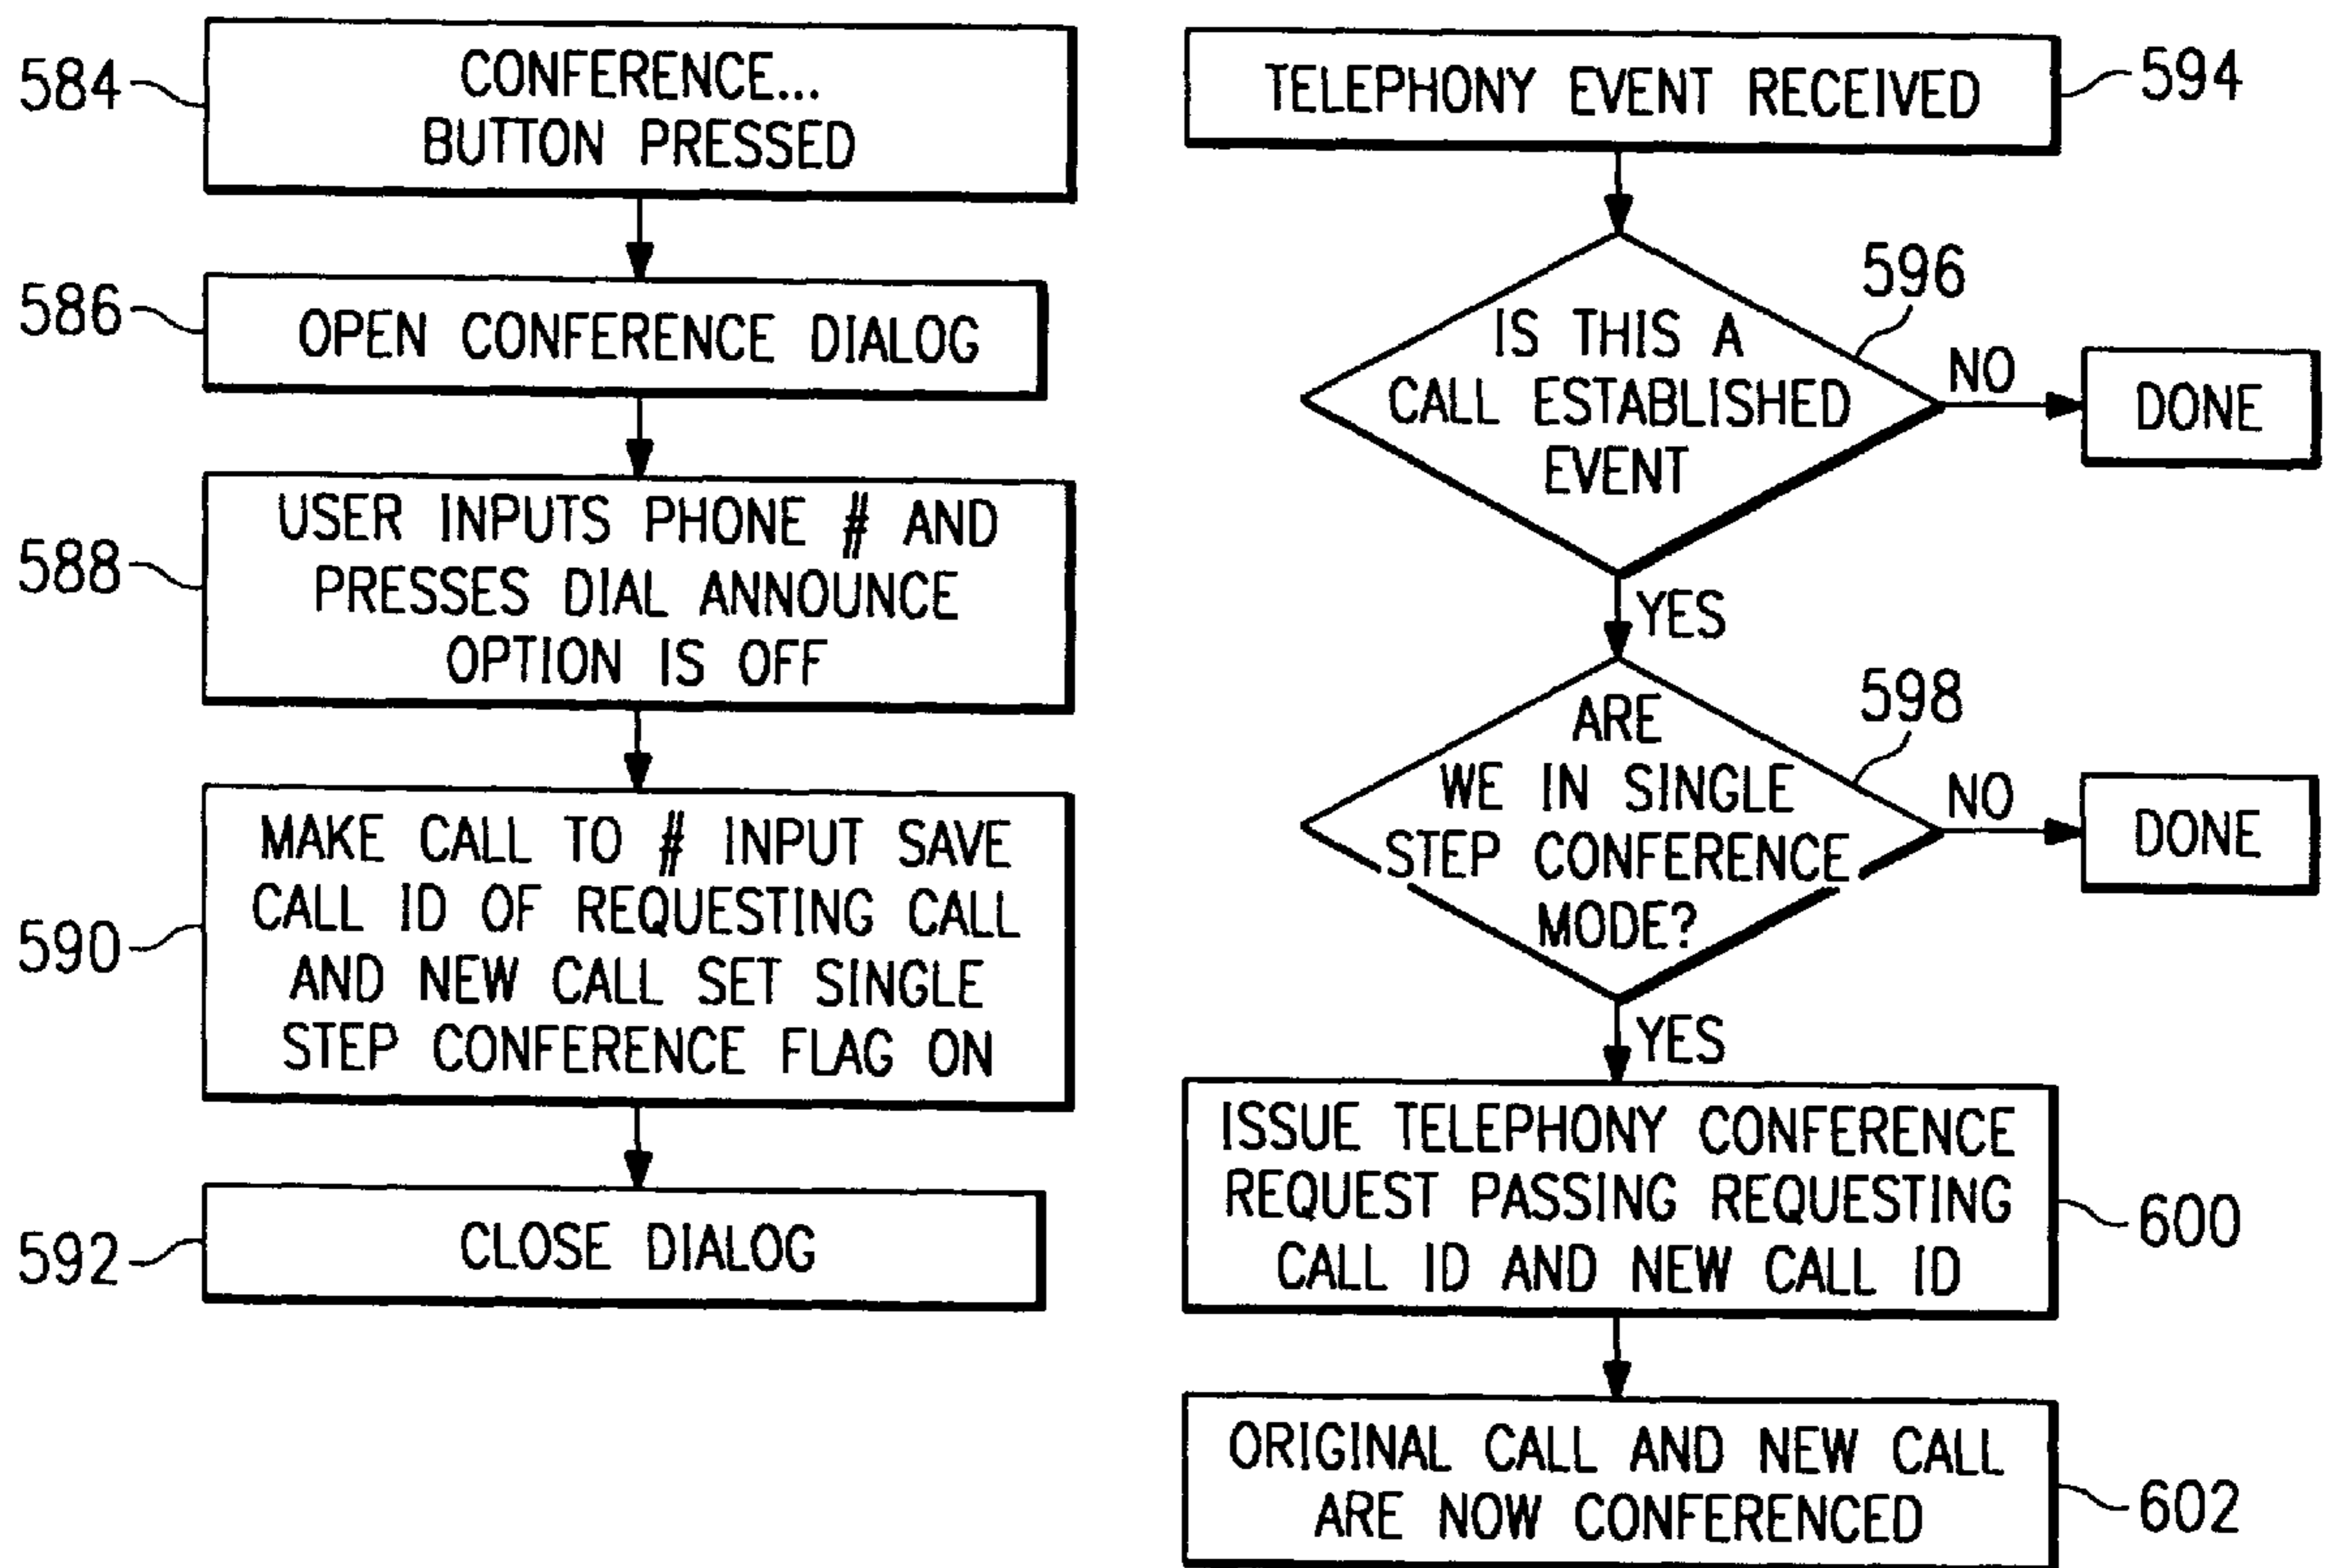 584
CONFERENCE...
BUTTON PRESSED
586
OPEN CONFERENCE DIALOG
588
USER INPUTS PHONE # AND
PRESSES DIAL ANNOUNCE
OPTION IS OFF
590
MAKE CALL TO # INPUT SAVE
CALL ID OF REQUESTING CALL
AND NEW CALL SET SINGLE
STEP CONFERENCE FLAG ON
592
CLOSE DIALOG
TELEPHONY EVENT RECEIVED
594
596
IS THIS A
CALL ESTABLISHED
EVENT
NO
DONE
YES
598
ARE
WE IN SINGLE
STEP CONFERENCE
MODE?
NO
DONE
YES
ISSUE TELEPHONY CONFERENCE
REQUEST PASSING REQUESTING
CALL ID AND NEW CALL ID
600
ORIGINAL CALL AND NEW CALL
ARE NOW CONFERENCED
602